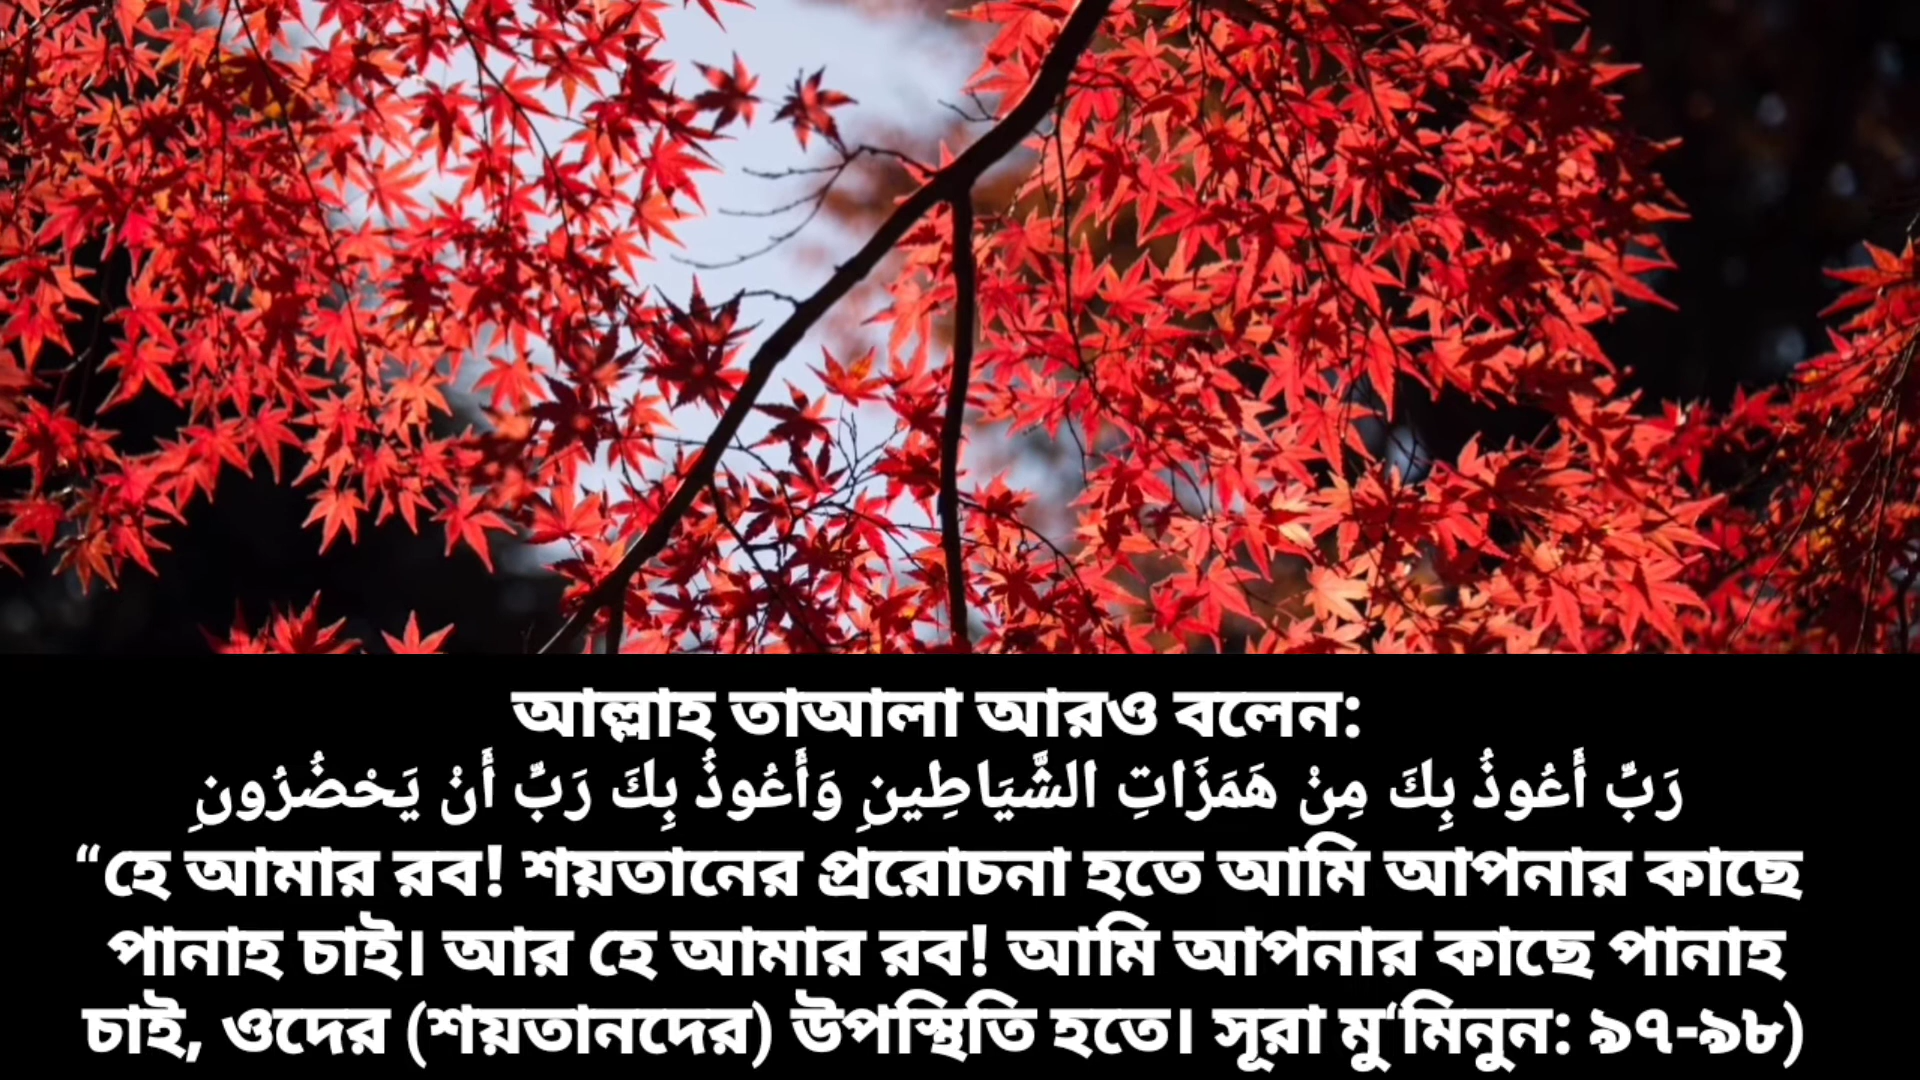 আল্লাহ তাআলা আরও বলেন:
رَبِّ أَعُوذُ بِكَ مِنْ هَمَزَاتِ الشَّيَاطِينِ وَأَعُوذُ بِكَ رَبِّ أَنْ يَحْضُرُونِ
“হে আমার রব! শয়তানের প্ররোচনা হতে আমি আপনার কাছে
পানাহ চাই। আর হে আমার রব! আমি আপনার কাছে পানাহ
চাই, ওদের (শয়তানদের) উপস্থিতি হতে। সূরা মু‘মিনুন: ৯৭-৯৮)